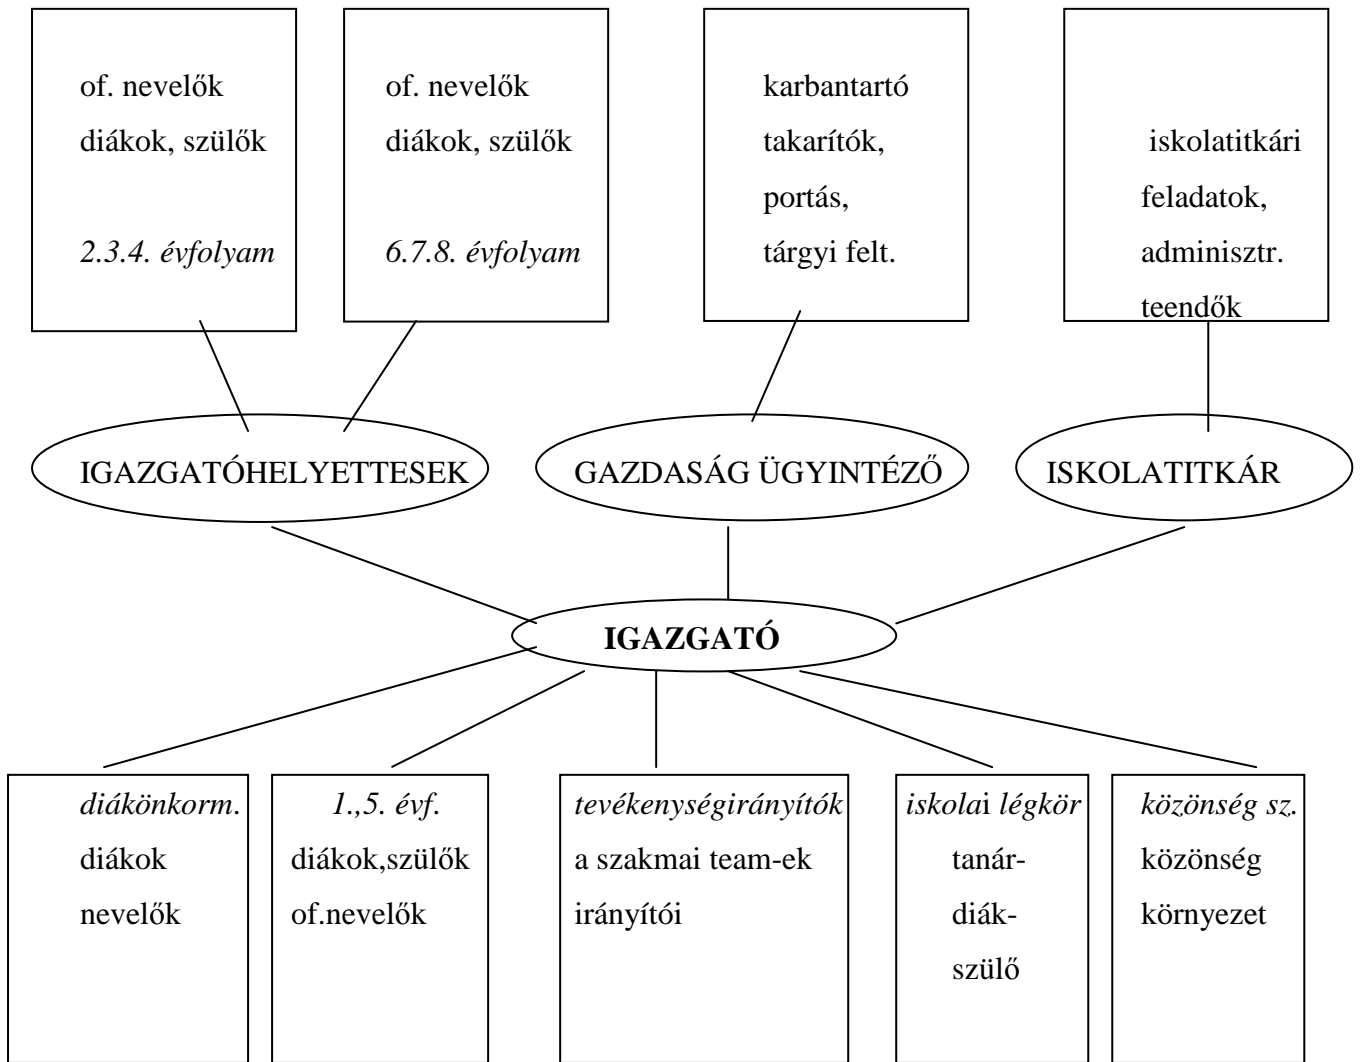 of. nevelők
diákok, szülők
2.3.4. évfolyam
of. nevelők
diákok, szülők
6.7.8. évfolyam
karbantartó
takarítók,
portás,
tárgyi felt.
iskolatitkári
feladatok,
adminisztr.
teendők
IGAZGATÓHELYETTESEK
GAZDASÁG ÜGYINTÉZŐ
ISKOLATITKÁR
IGAZGATÓ
diákönkorm.
diákok
nevelők
1.,5. évf.
diákok,szülők
of.nevelők
tevékenységirányítók
a szakmai team-ek
irányítói
iskolai légkör
tanár-
diák-
szülő
közönség sz.
közönség
környezet